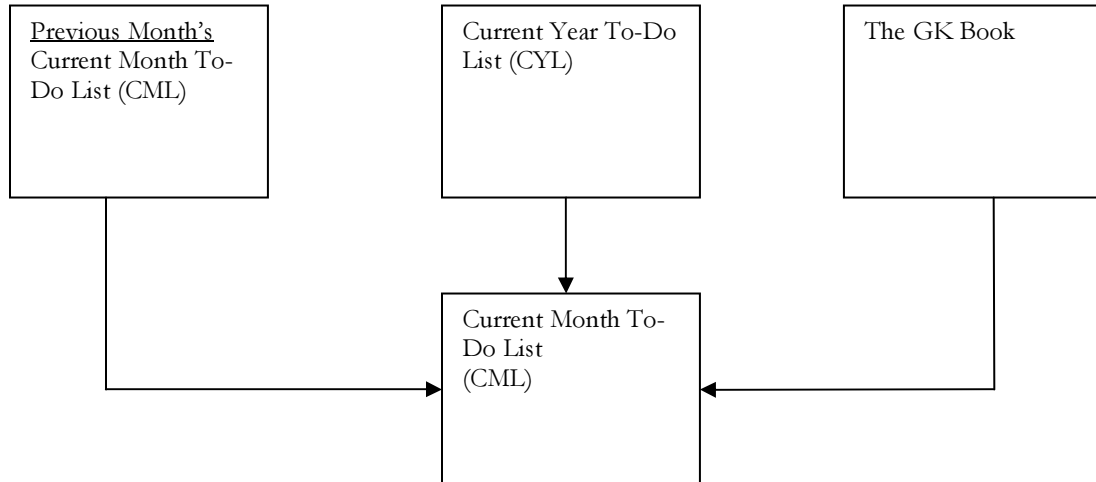 Previous Month’s
Current Month To-
Do List (CML)
Current Year To-Do
List (CYL)
The GK Book
Current Month To-
Do List
(CML)